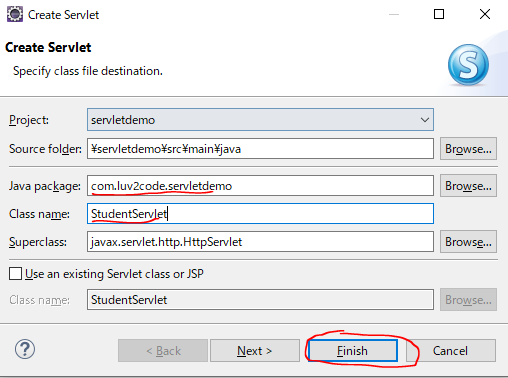 Create Servlet
Create Servlet
Specify class file destination.
S
Project: servletdemo
Source folder: ¥servletdemo¥src¥main¥java Browse...
Java package: com.luv2code.servletdemo Browse...
Class name: StudentServlet
Superclass: javax.servlet.http.HttpServlet Browse...
Use an existing Servlet class or JSP
Class name: StudentServlet Browse...
? < Back Next > Finish Cancel